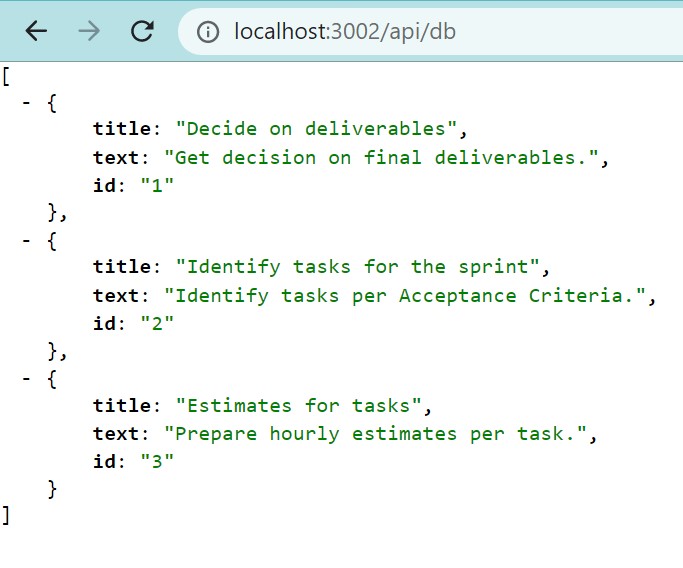 localhost:3002/api/db
[
- {
title: "Decide on deliverables",
text: "Get decision on final deliverables.",
id: "1"
},
- {
title: "Identify tasks for the sprint",
text: "Identify tasks per Acceptance Criteria.",
id: "2"
},
- {
title: "Estimates for tasks",
text: "Prepare hourly estimates per task.",
id: "3"
}
]